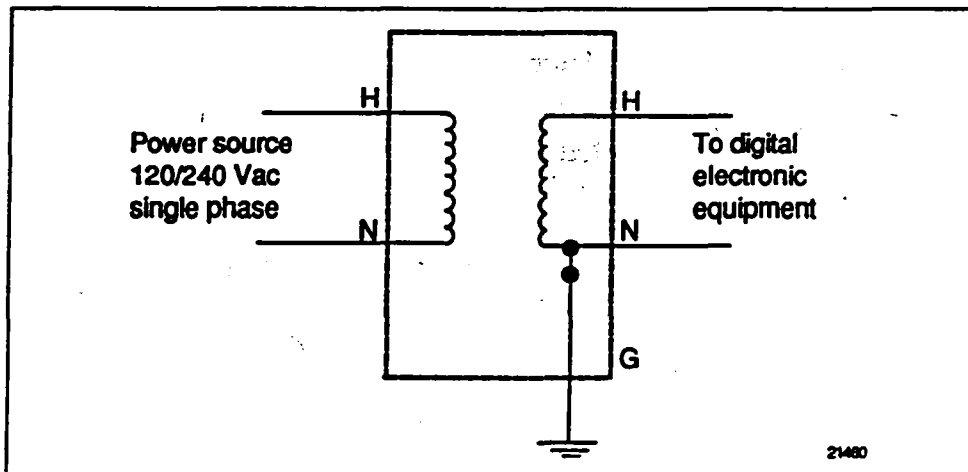 H
H
Power source
120/240 Vac
single phase
To digital
electronic
equipment
N
N
G
21460